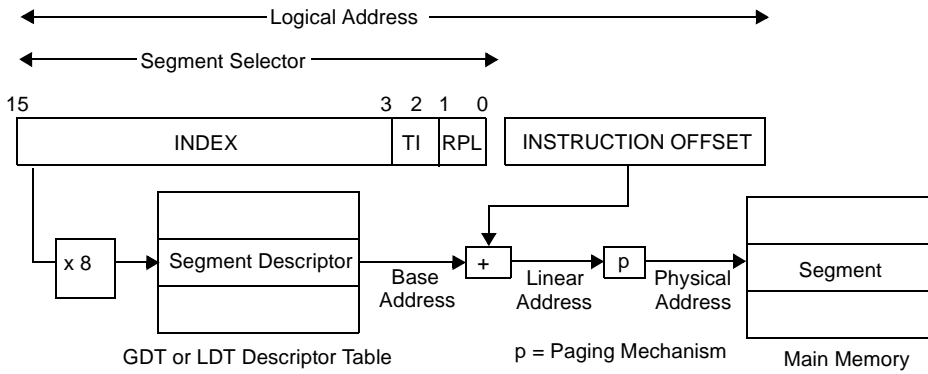 Logical Address
Segment Selector
15 3 2 1 0
INDEX TI RPL INSTRUCTION OFFSET
x 8
Segment Descriptor
Base
Address
+
Linear
Address
p
Physical
Address
Segment
GDT or LDT Descriptor Table
p = Paging Mechanism
Main Memory